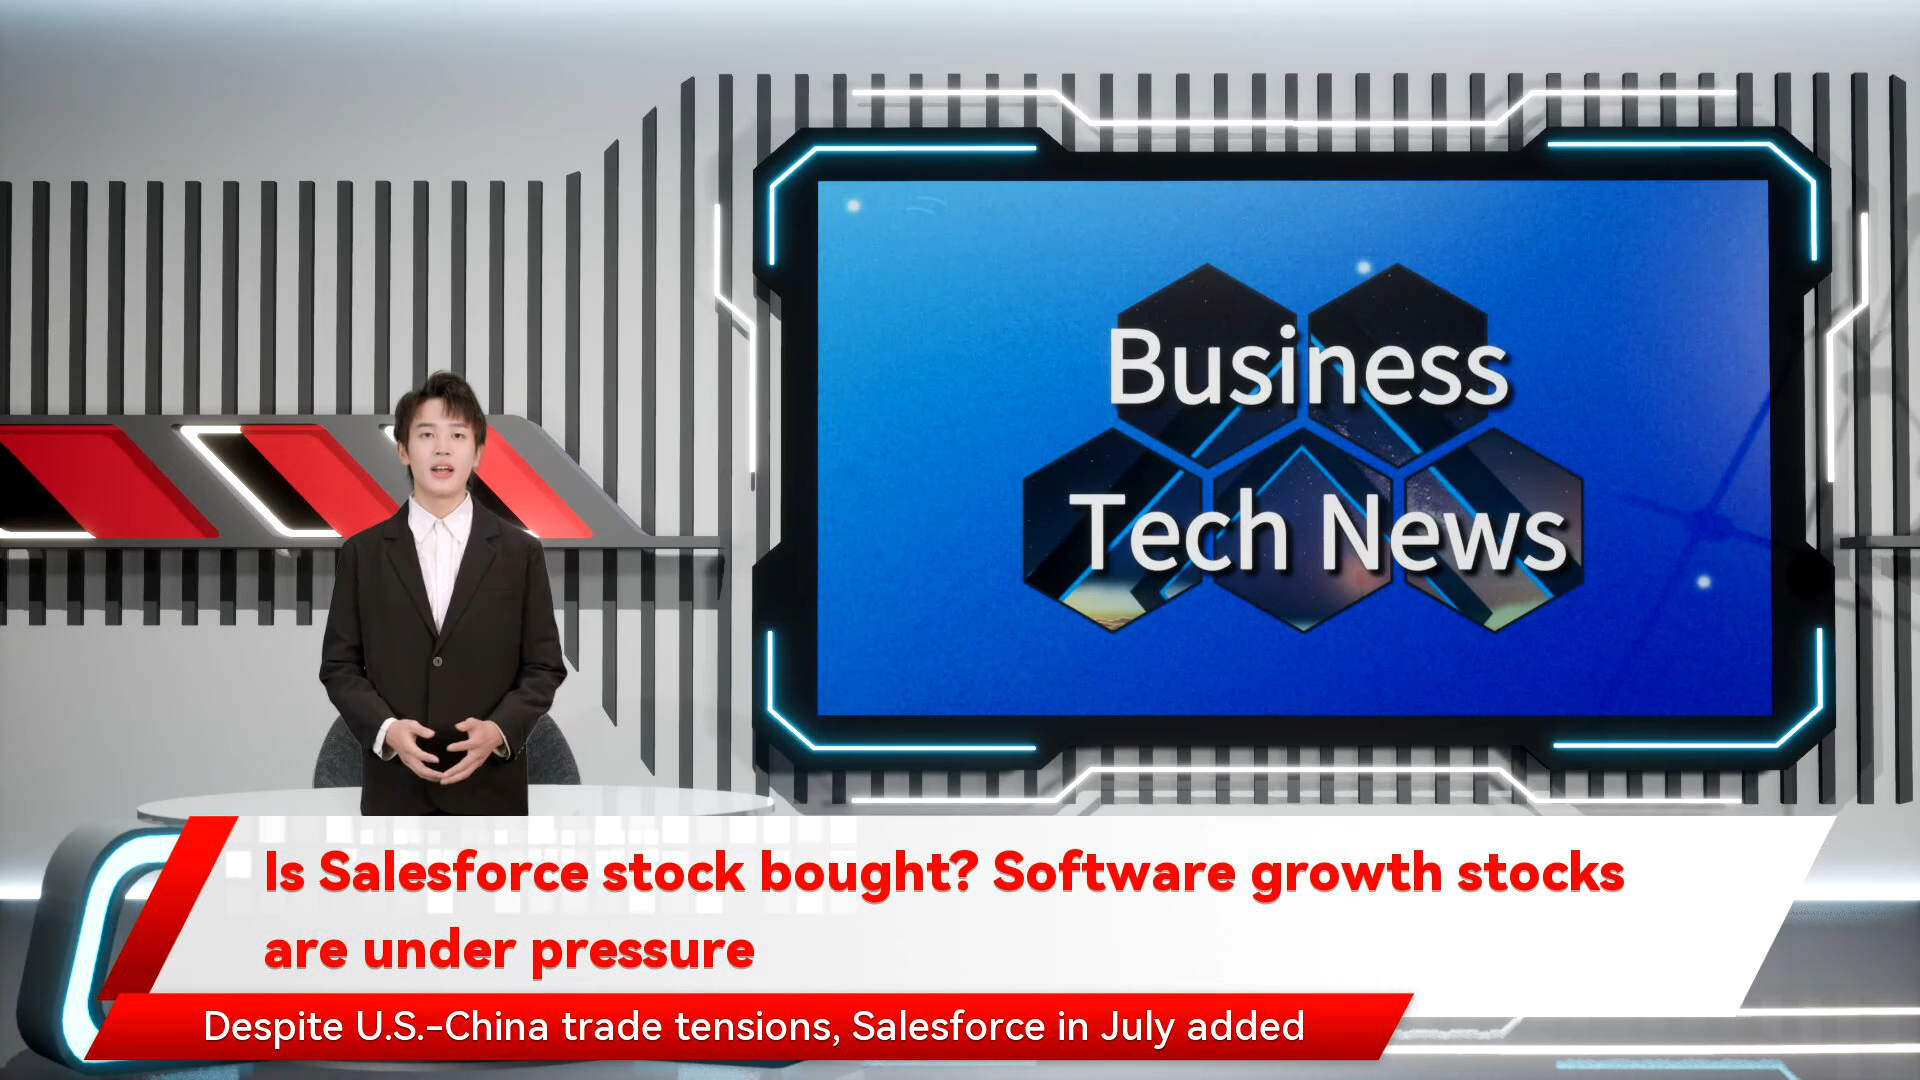 Business
Tech News
Is Salesforce stock bought? Software growth stocks
are under pressure
Despite U.S.-China trade tensions, Salesforce in July added